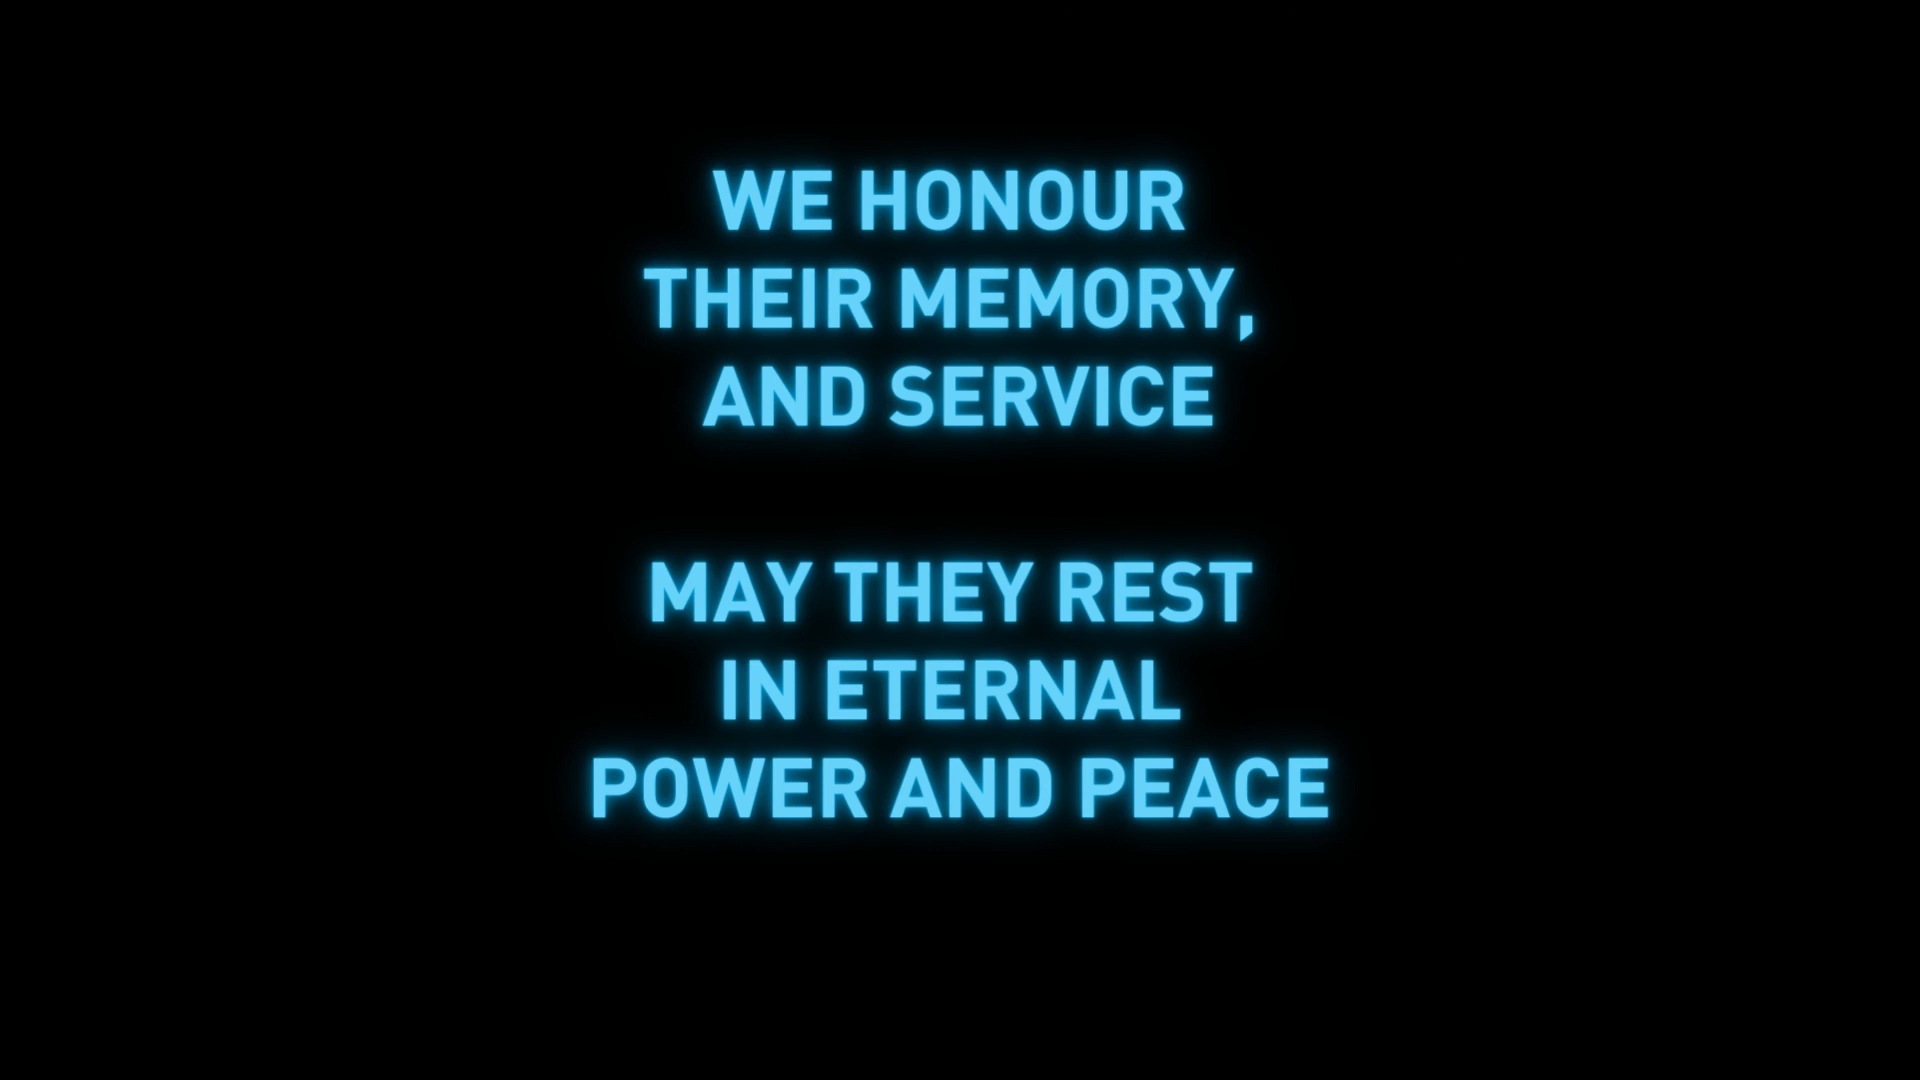 WE HONOUR
THEIR MEMORY,
AND SERVICE
MAY THEY REST
IN ETERNAL
POWER AND PEACE